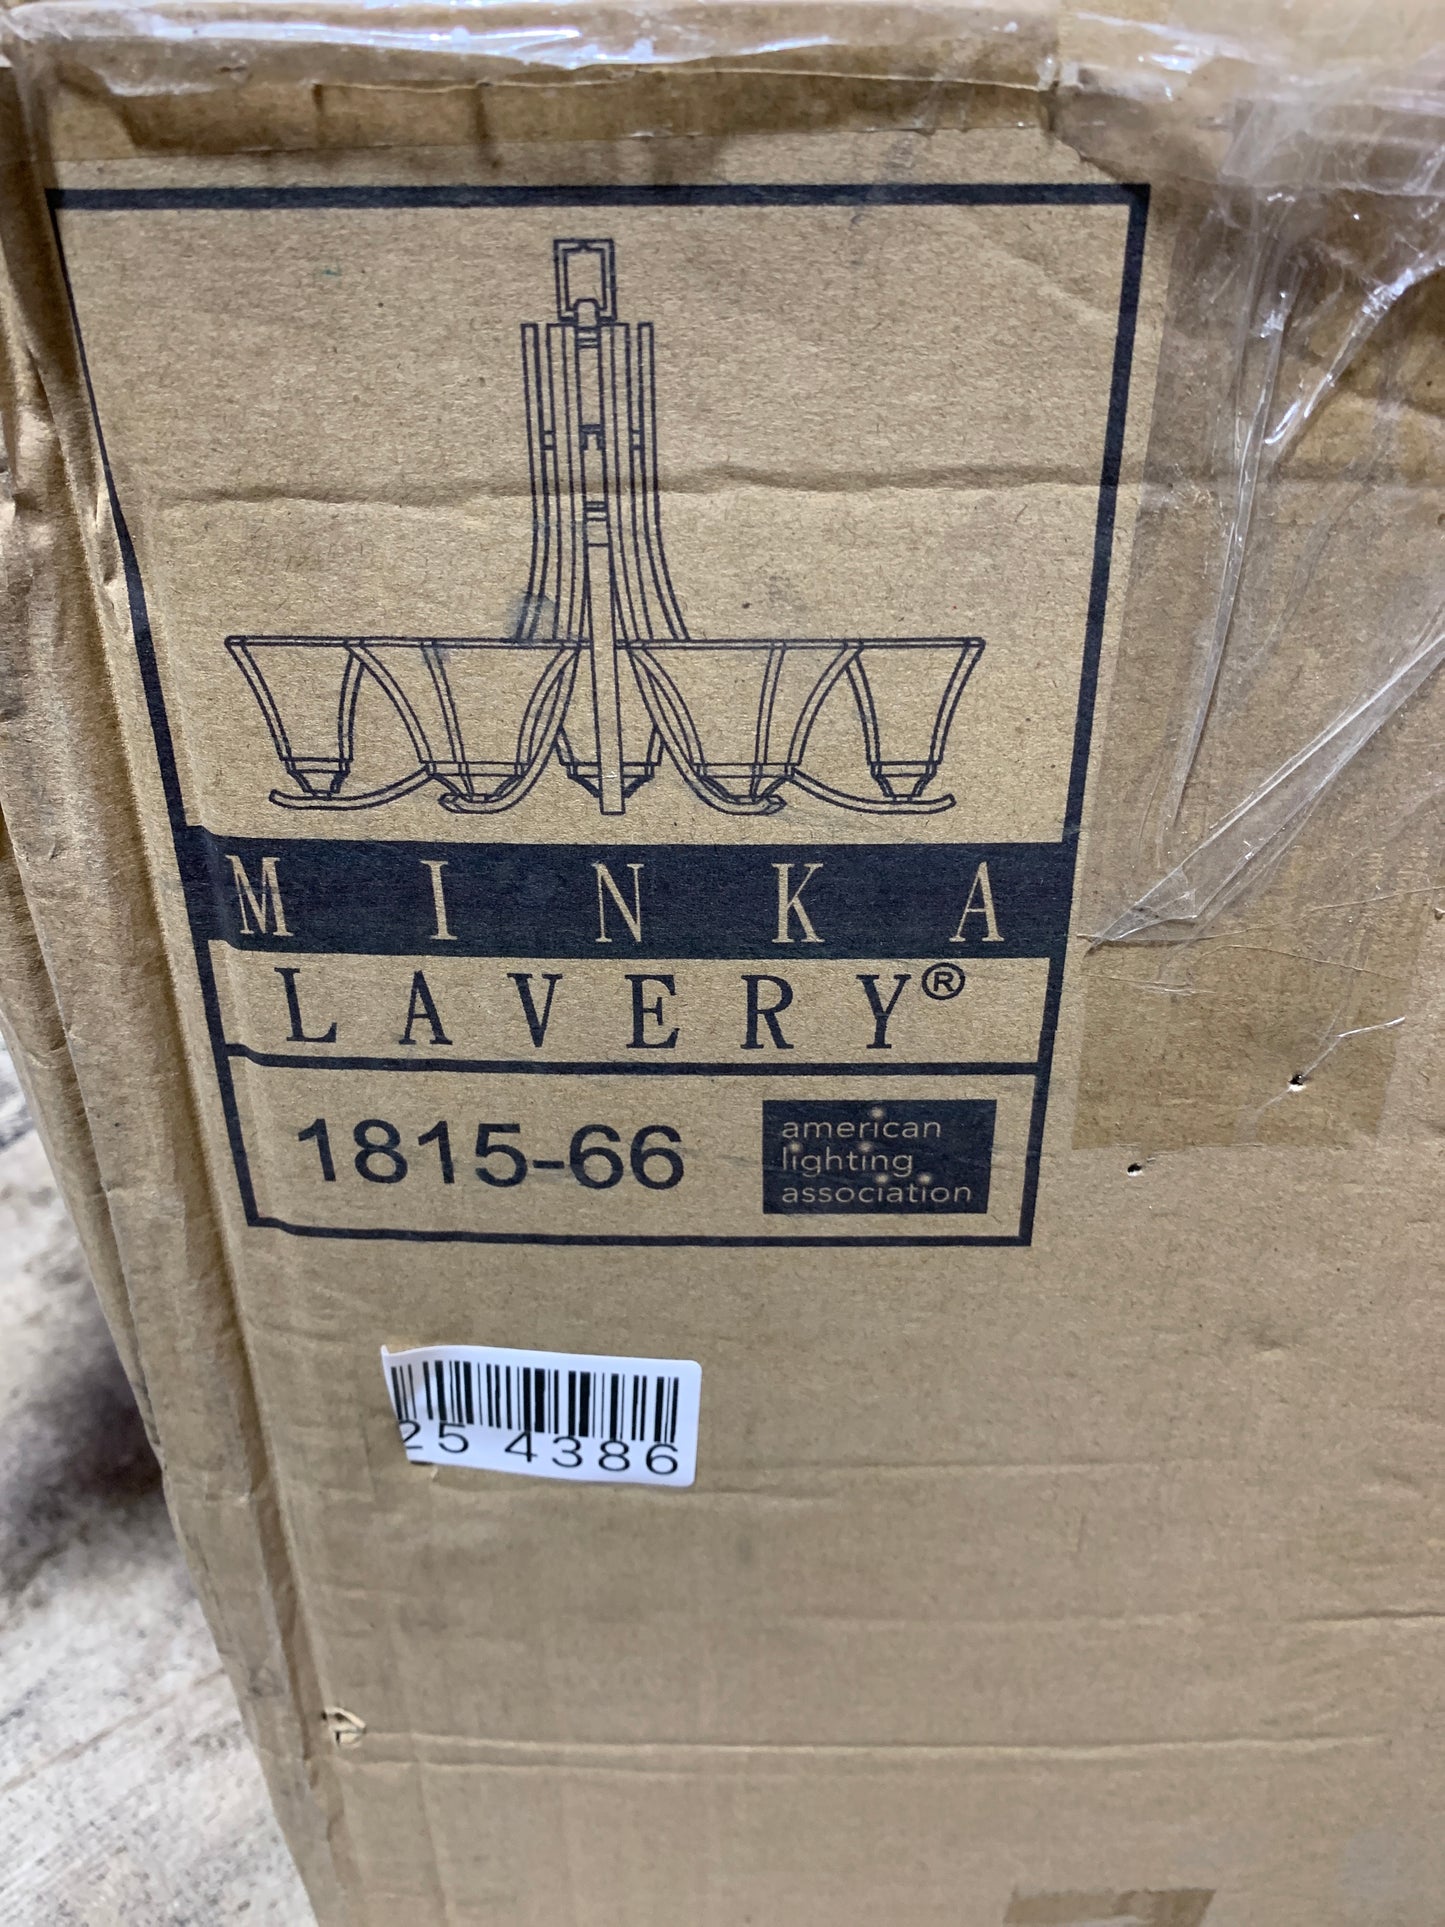 MINKA
LAVERY®
1815-66
american
lighting
association
25 4386